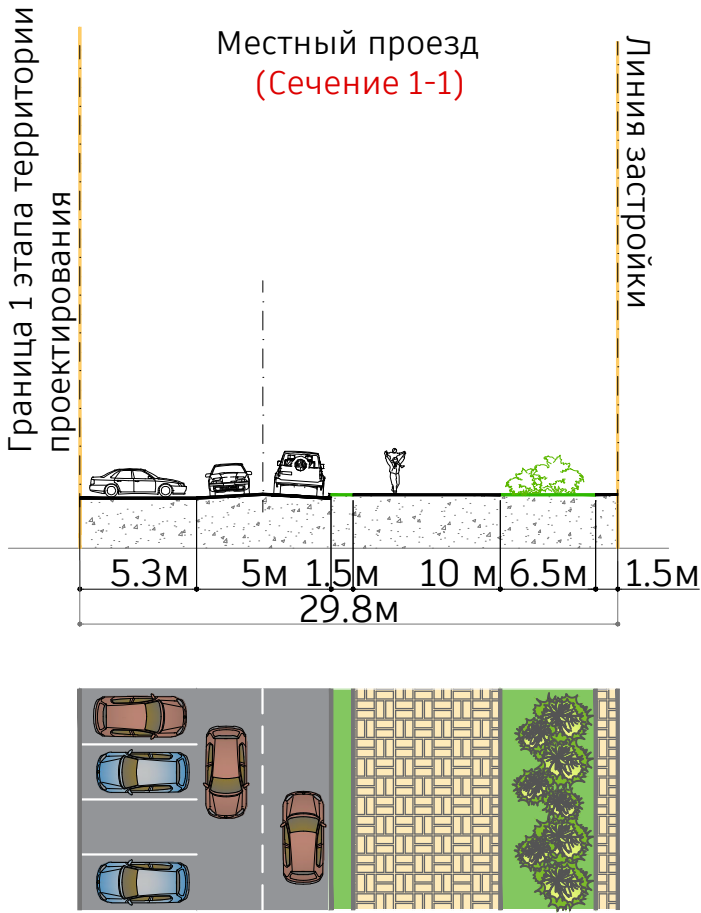 Местный проезд
(Сечение 1-1)
Граница 1 этапа территории
проектирования
Линия застройки
5.3м 5м 1.5м 10 м 6.5м 1.5м
29.8м